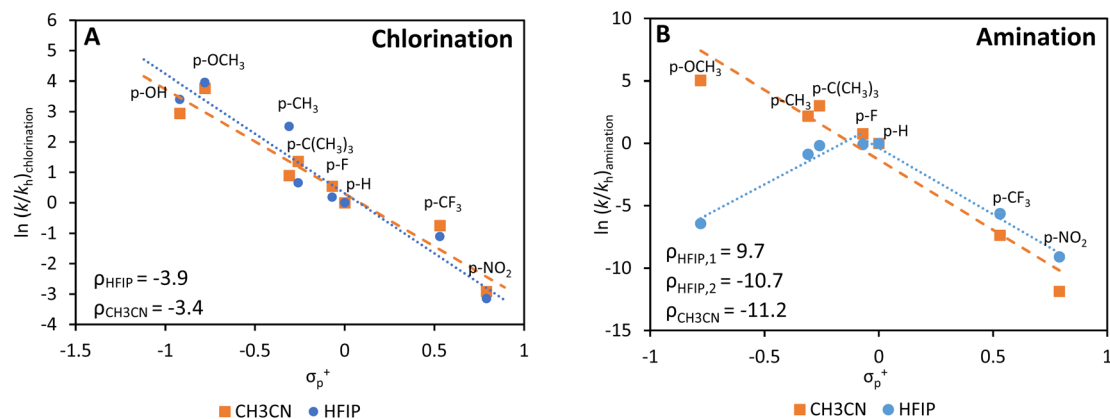 A
Chlorination
6
5
4
3
2
1
0
-1
-2
-3
-4
ln (k/kₕ)chlorination
p-OCH₃
p-OH
p-CH₃
p-C(CH₃)₃
p-F
p-H
p-CF₃
p-NO₂
ρHFIP = -3.9
ρCH3CN = -3.4
-1.5 -1 -0.5 0 0.5 1
σₚ⁺
CH3CN HFIP
B
Amination
10
5
0
-5
-10
-15
ln (k/kₕ)amination
p-OCH₃
p-C(CH₃)₃
p-CH₃
p-F
p-H
p-CF₃
p-NO₂
ρHFIP,1 = 9.7
ρHFIP,2 = -10.7
ρCH3CN = -11.2
-1 -0.5 0 0.5 1
σₚ⁺
CH3CN HFIP